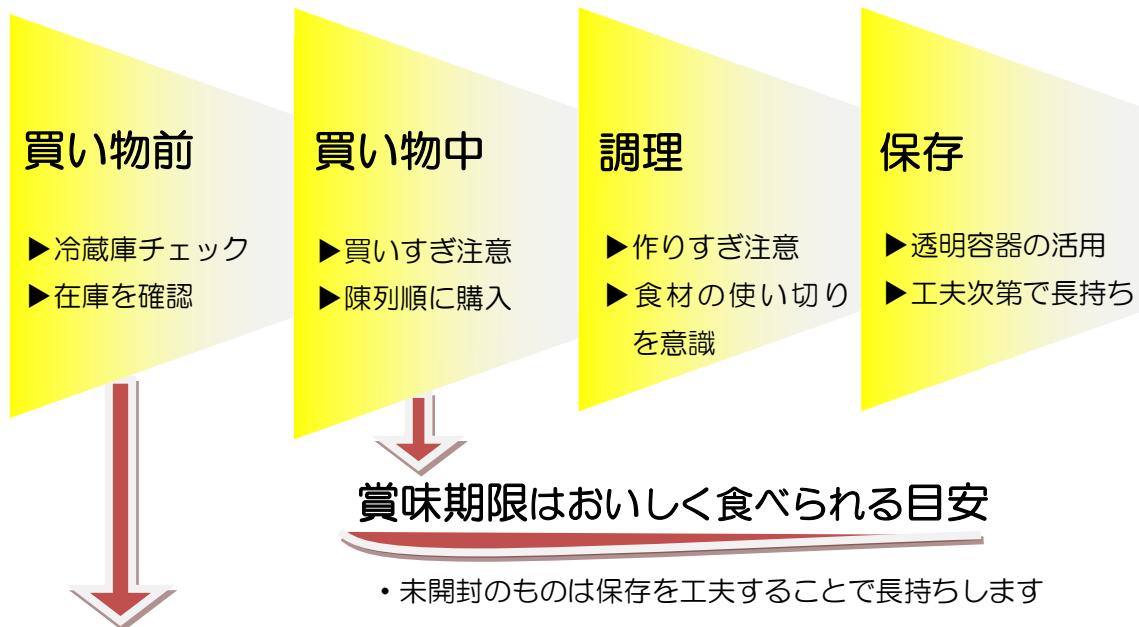 買い物前
▶冷蔵庫チェック
▶在庫を確認
買い物中
▶買いすぎ注意
▶陳列順に購入
調理
▶作りすぎ注意
▶食材の使い切り
を意識
保存
▶透明容器の活用
▶工夫次第で長持ち
賞味期限はおいしく食べられる目安
・未開封のものは保存を工夫することで長持ちします